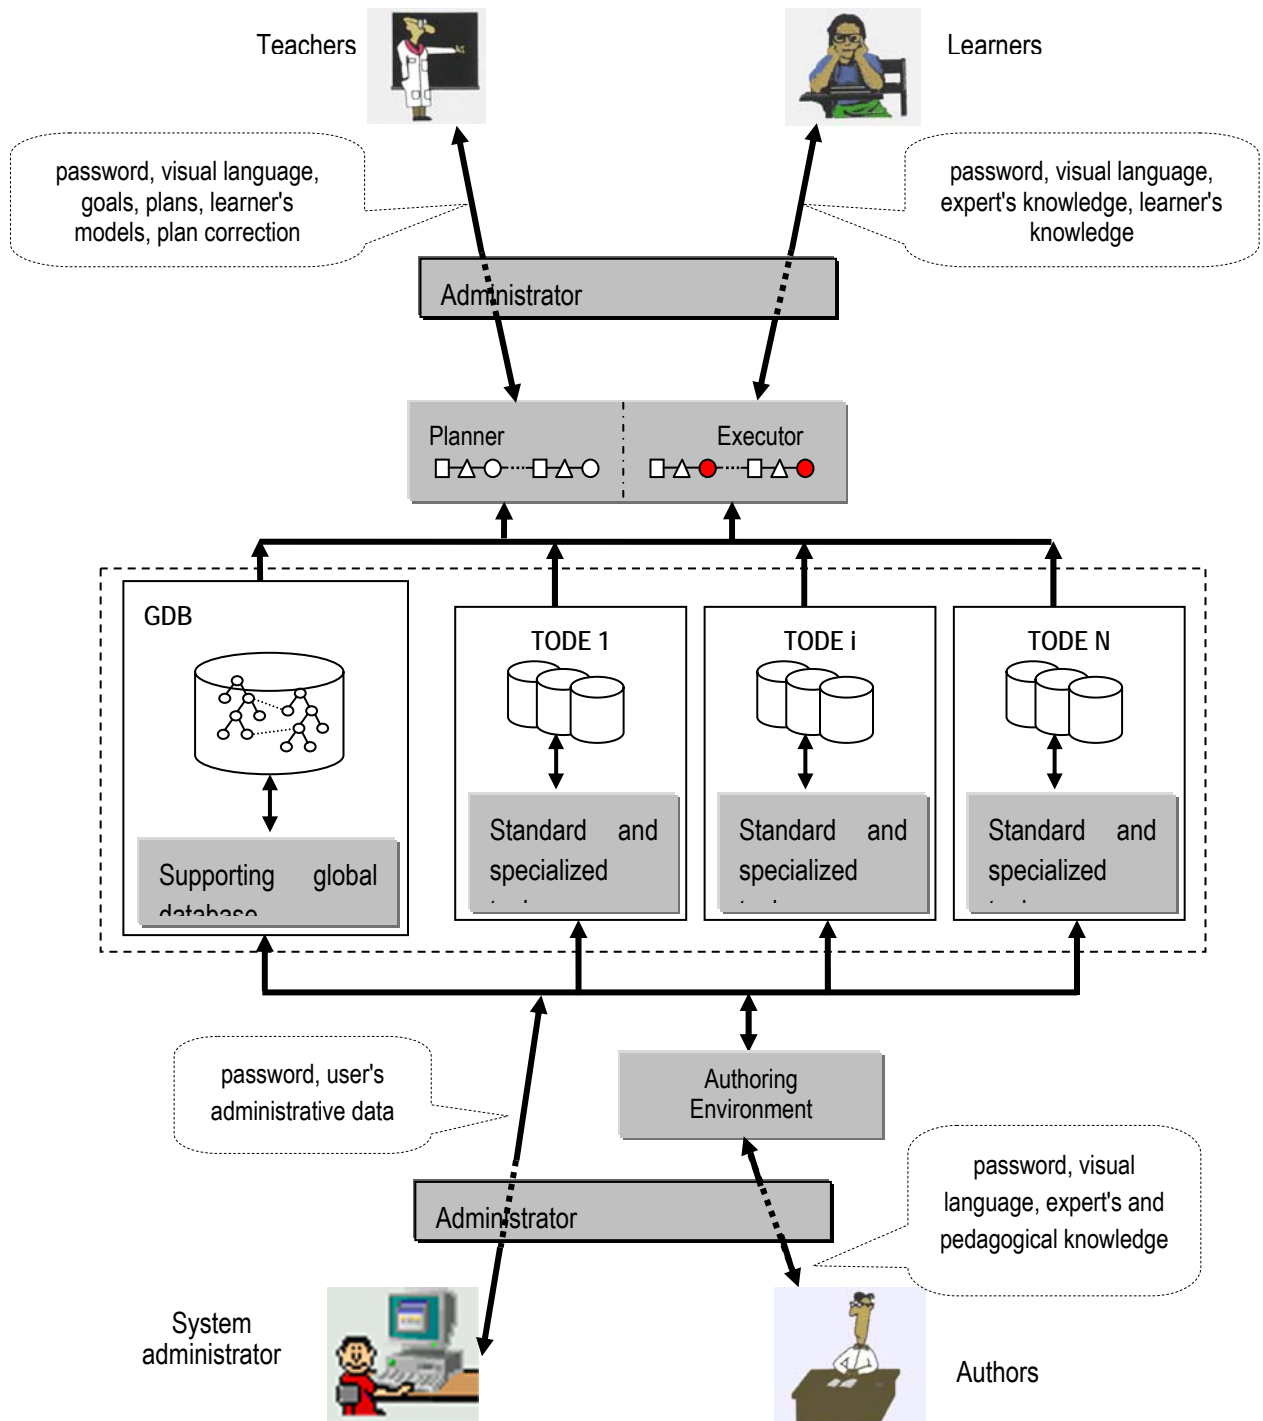 Teachers
Learners
password, visual language,
goals, plans, learner's
models, plan correction
password, visual language,
expert's knowledge, learner's
knowledge
Administrator
Planner
Executor
GDB
TODE 1
TODE i
TODE N
Supporting global
database
Standard and
specialized
Standard and
specialized
Standard and
specialized
password, user's
administrative data
Authoring
Environment
password, visual
language, expert's and
pedagogical knowledge
Administrator
System
administrator
Authors